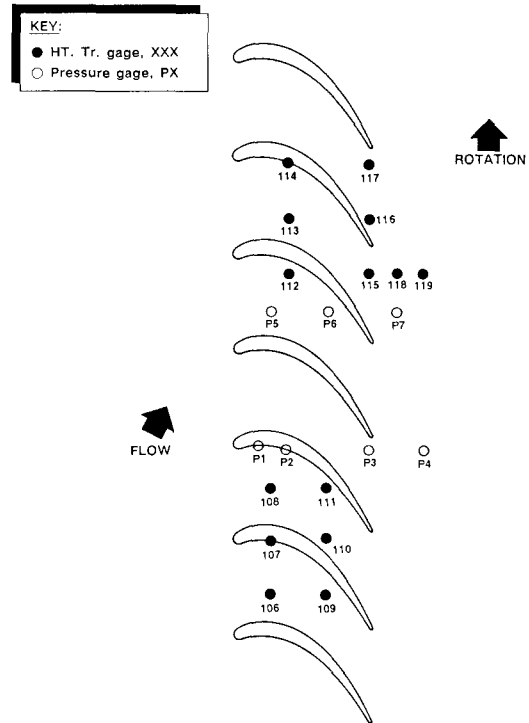 KEY:
HT. Tr. gage, XXX
Pressure gage, PX
ROTATION
114
117
113
116
112
115
118
119
P5
P6
P7
FLOW
P1
P2
P3
P4
108
111
107
110
106
109